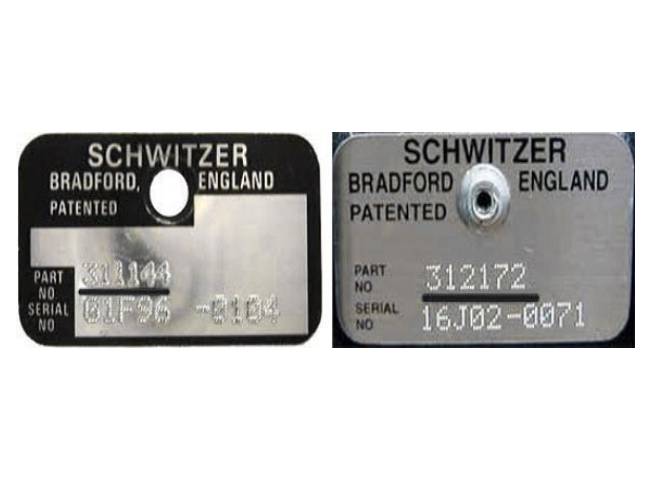 SCHWITZER
BRADFORD, ENGLAND
PATENTED
PART
NO
311144
SERIAL
NO
01F96 -0104
SCHWITZER
BRADFORD ENGLAND
PATENTED
PART
NO
312172
SERIAL
NO
16J02-0071